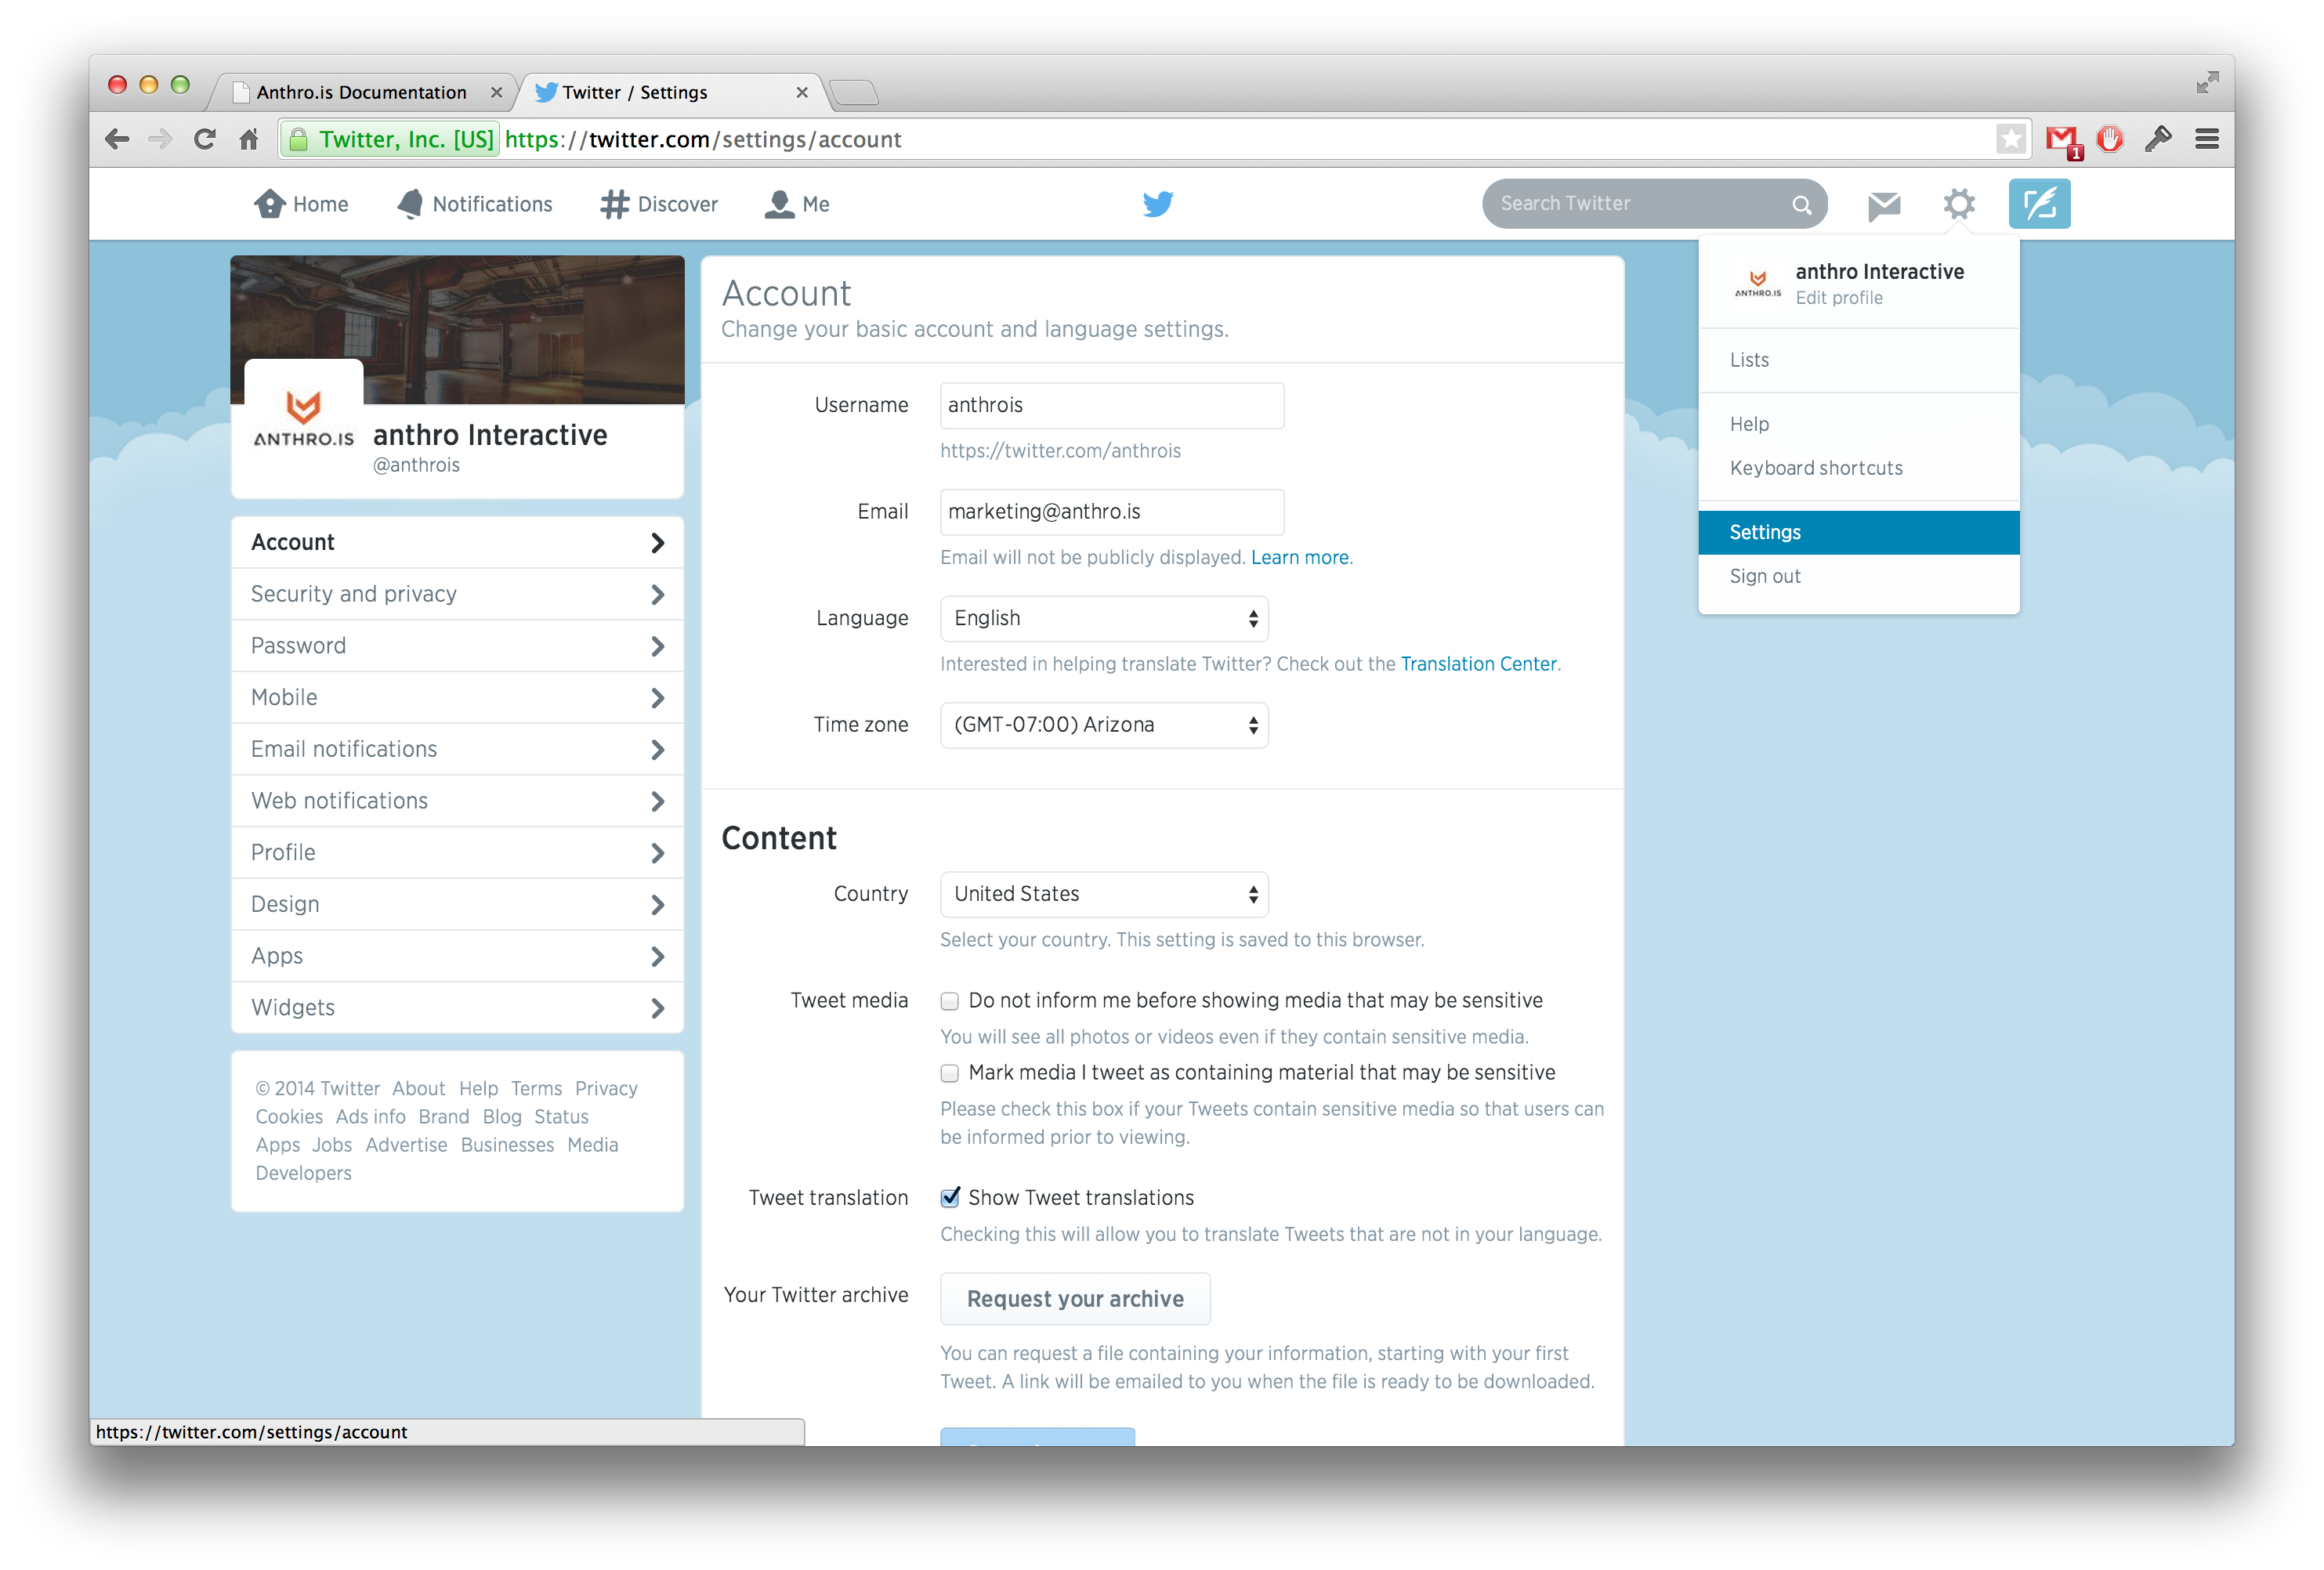 Anthro.is Documentation
Twitter / Settings
Twitter, Inc. [US] https://twitter.com/settings/account
1
Home Notifications Discover Me
Search Twitter
anthro Interactive
Edit profile
Lists
Help
Keyboard shortcuts
Settings
Sign out
ANTHRO.IS
ANTHRO.IS
anthro Interactive
@anthrois
Account
Security and privacy
Password
Mobile
Email notifications
Web notifications
Profile
Design
Apps
Widgets
© 2014 Twitter About Help Terms Privacy
Cookies Ads info Brand Blog Status
Apps Jobs Advertise Businesses Media
Developers
Account
Change your basic account and language settings.
Username anthrois
https://twitter.com/anthrois
Email marketing@anthro.is
Email will not be publicly displayed. Learn more.
Language English
Interested in helping translate Twitter? Check out the Translation Center.
Time zone (GMT-07:00) Arizona
Content
Country United States
Select your country. This setting is saved to this browser.
Tweet media Do not inform me before showing media that may be sensitive
You will see all photos or videos even if they contain sensitive media.
Mark media I tweet as containing material that may be sensitive
Please check this box if your Tweets contain sensitive media so that users can
be informed prior to viewing.
Tweet translation Show Tweet translations
Checking this will allow you to translate Tweets that are not in your language.
Your Twitter archive Request your archive
You can request a file containing your information, starting with your first
Tweet. A link will be emailed to you when the file is ready to be downloaded.
https://twitter.com/settings/account